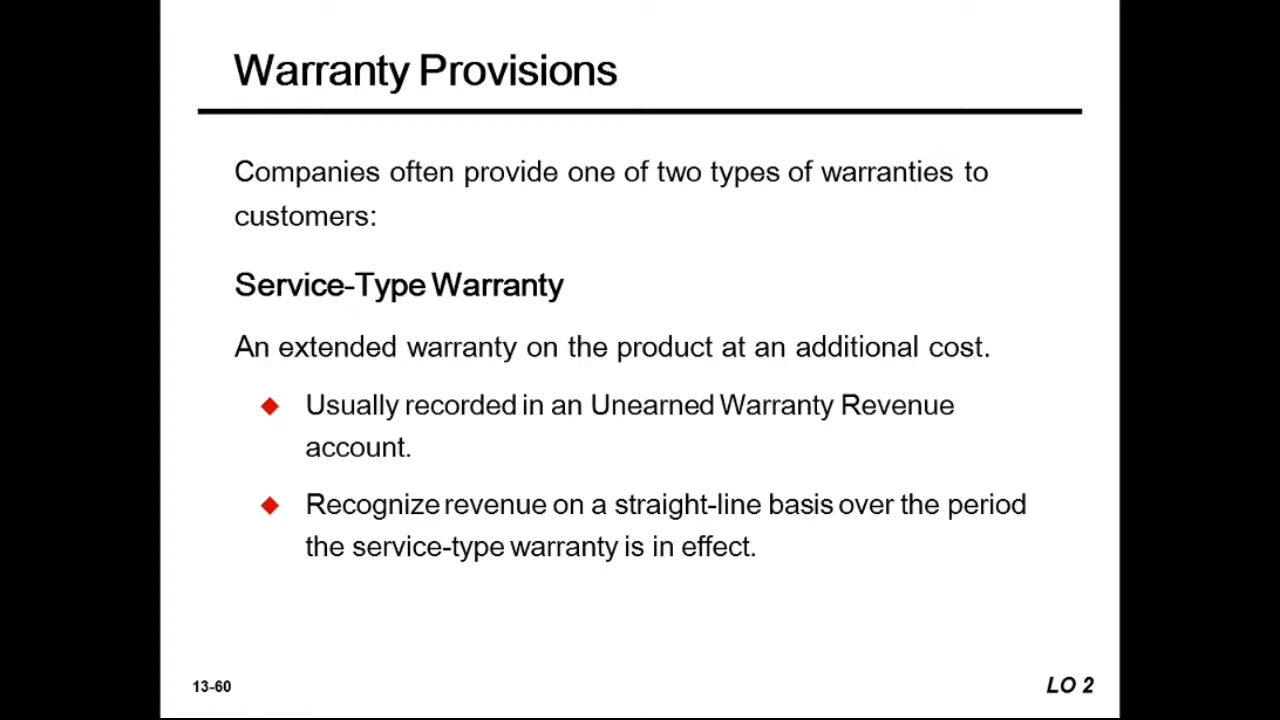 Warranty Provisions
Companies often provide one of two types of warranties to
customers:
Service-Type Warranty
An extended warranty on the product at an additional cost.
Usually recorded in an Unearned Warranty Revenue
account.
Recognize revenue on a straight-line basis over the period
the service-type warranty is in effect.
13-60
LO 2